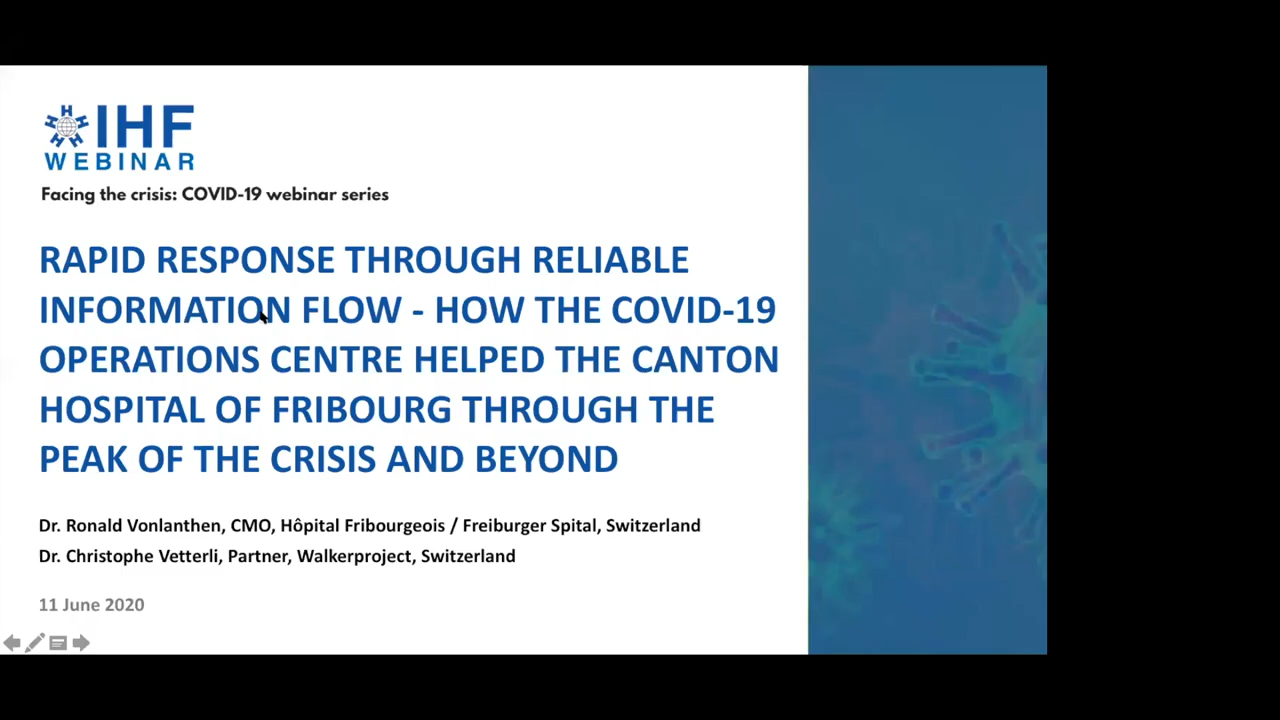 IHF
WEBINAR
Facing the crisis: COVID-19 webinar series
RAPID RESPONSE THROUGH RELIABLE
INFORMATION FLOW - HOW THE COVID-19
OPERATIONS CENTRE HELPED THE CANTON
HOSPITAL OF FRIBOURG THROUGH THE
PEAK OF THE CRISIS AND BEYOND
Dr. Ronald Vonlanthen, CMO, Hôpital Fribourgeois / Freiburger Spital, Switzerland
Dr. Christophe Vetterli, Partner, Walkerproject, Switzerland
11 June 2020